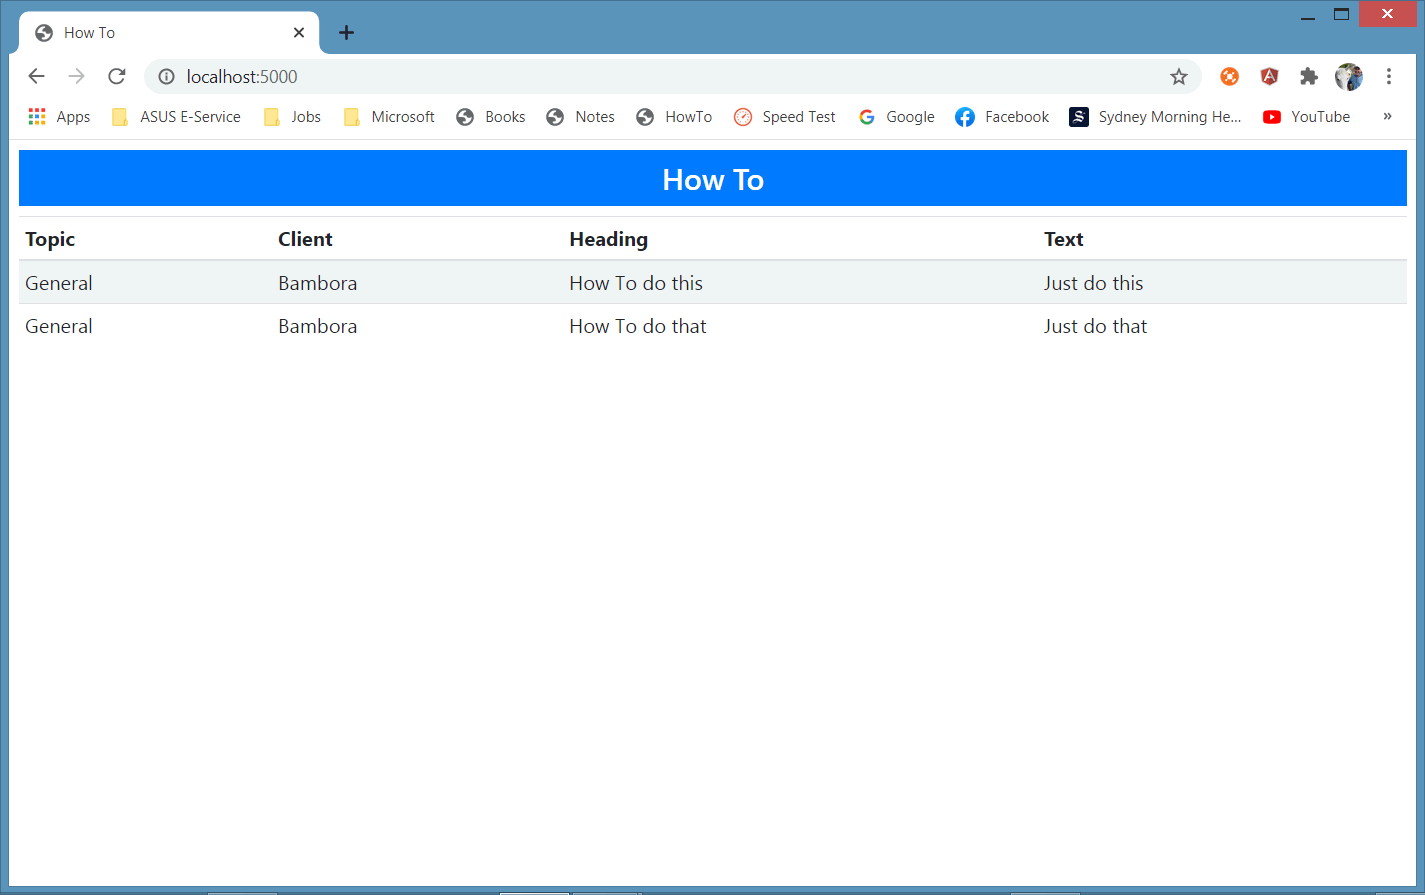 How To
localhost:5000
Apps ASUS E-Service Jobs Microsoft Books Notes HowTo Speed Test Google Facebook Sydney Morning He... YouTube »
How To
Topic Client Heading Text
General Bambora How To do this Just do this
General Bambora How To do that Just do that